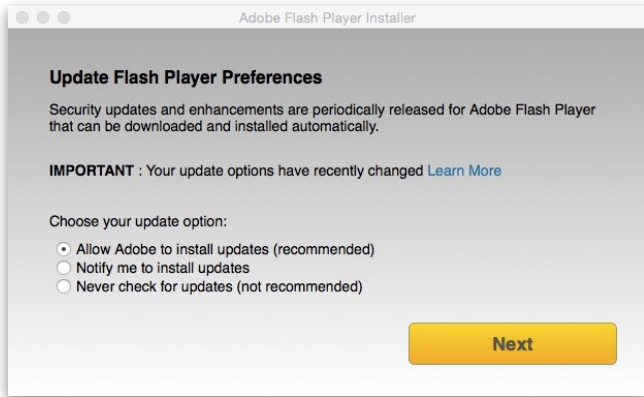 Adobe Flash Player Installer
Update Flash Player Preferences
Security updates and enhancements are periodically released for Adobe Flash Player
that can be downloaded and installed automatically.
IMPORTANT : Your update options have recently changed Learn More
Choose your update option:
Allow Adobe to install updates (recommended)
Notify me to install updates
Never check for updates (not recommended)
Next